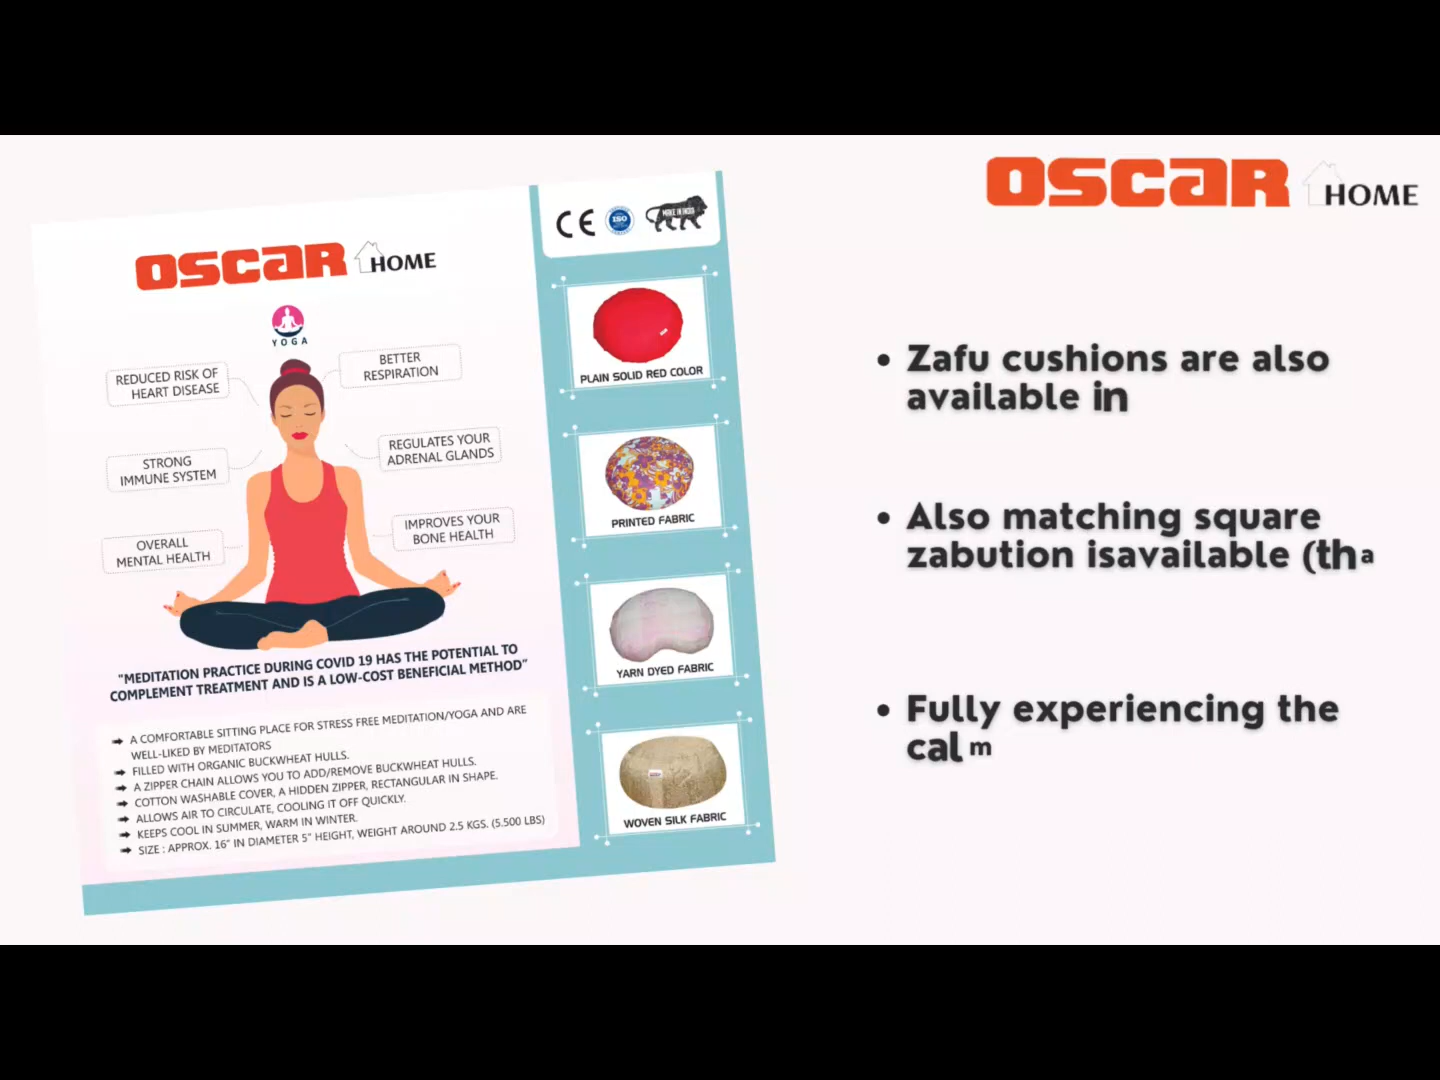 OSCAR HOME
YOGA
REDUCED RISK OF
HEART DISEASE
BETTER
RESPIRATION
STRONG
IMMUNE SYSTEM
REGULATES YOUR
ADRENAL GLANDS
OVERALL
MENTAL HEALTH
IMPROVES YOUR
BONE HEALTH
"MEDITATION PRACTICE DURING COVID 19 HAS THE POTENTIAL TO
COMPLEMENT TREATMENT AND IS A LOW-COST BENEFICIAL METHOD"
A COMFORTABLE SITTING PLACE FOR STRESS FREE MEDITATION/YOGA AND ARE
WELL-LIKED BY MEDITATORS
FILLED WITH ORGANIC BUCKWHEAT HULLS.
A ZIPPER CHAIN ALLOWS YOU TO ADD/REMOVE BUCKWHEAT HULLS.
COTTON WASHABLE COVER, A HIDDEN ZIPPER, RECTANGULAR IN SHAPE.
ALLOWS AIR TO CIRCULATE, COOLING IT OFF QUICKLY.
KEEPS COOL IN SUMMER, WARM IN WINTER.
SIZE : APPROX. 16" IN DIAMETER 5" HEIGHT, WEIGHT AROUND 2.5 KGS. (5.500 LBS)
CE ISO MAKE IN INDIA
PLAIN SOLID RED COLOR
PRINTED FABRIC
YARN DYED FABRIC
WOVEN SILK FABRIC
OSCAR HOME
• Zafu cushions are also
available in
• Also matching square
zabution isavailable (tha
• Fully experiencing the
calm